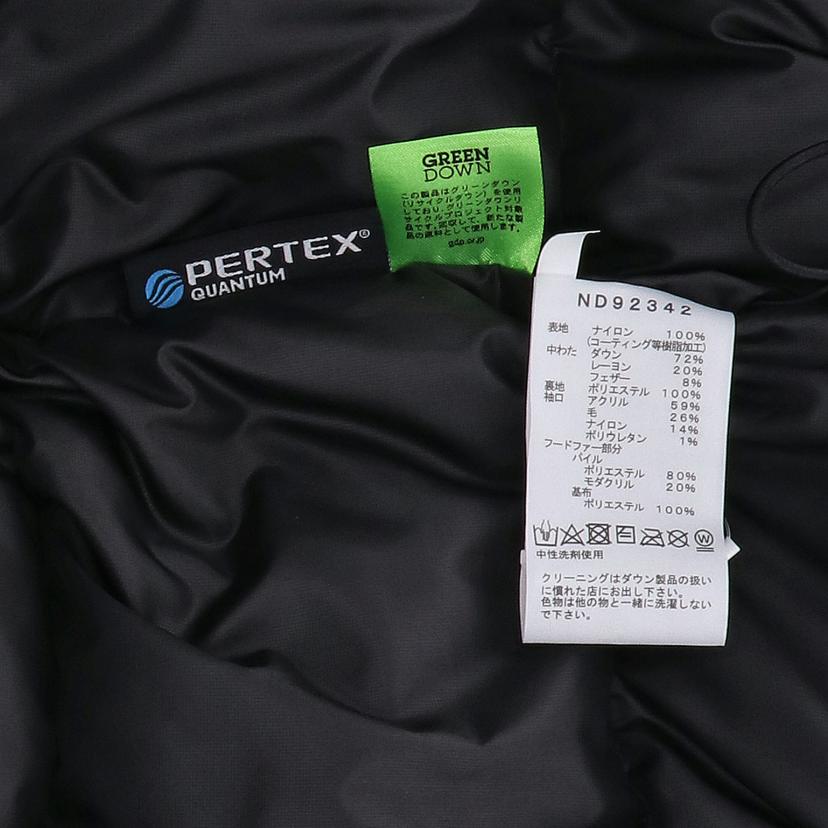 GREEN
DOWN
この製品はグリーンダウン
(リサイクルダウン)を使用
しており、グリーンダウンリ
サイクルプロジェクト対象
品です。回収して、新たな製
品の原料として使用します。
gdp.or.jp
PERTEX®
QUANTUM
ND92342
表地 ナイロン 100%
(コーティング等樹脂加工)
中わた ダウン 72%
レーヨン 20%
フェザー 8%
裏地 ポリエステル 100%
袖口 アクリル 59%
毛 26%
ナイロン 14%
ポリウレタン 1%
フードファー部分
パイル
ポリエステル 80%
モダクリル 20%
基布
ポリエステル 100%
W
中性洗剤使用
クリーニングはダウン製品の扱い
に慣れた店にお出し下さい。
色物は他の物と一緒に洗濯しない
で下さい。